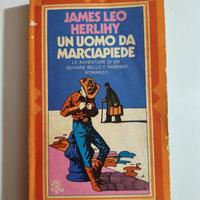 JAMES LEO
HERLIHY
UN UOMO DA
MARCIAPIEDE
LE AVVENTURE DI UN
GIOVANE BELLO E INGENUO
ROMANZO